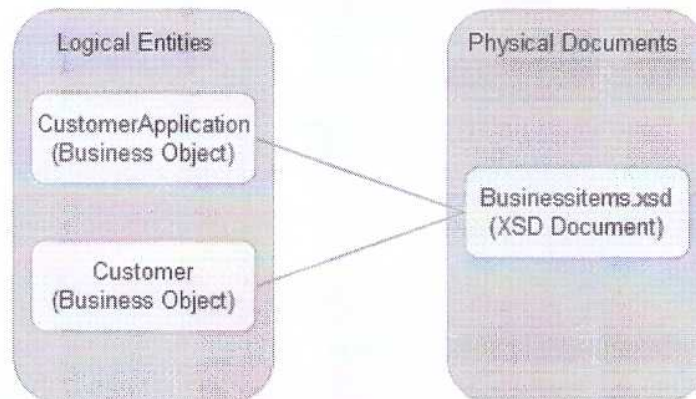 Logical Entities
CustomerApplication
(Business Object)
Customer
(Business Object)
Physical Documents
Businessitems.xsd
(XSD Document)